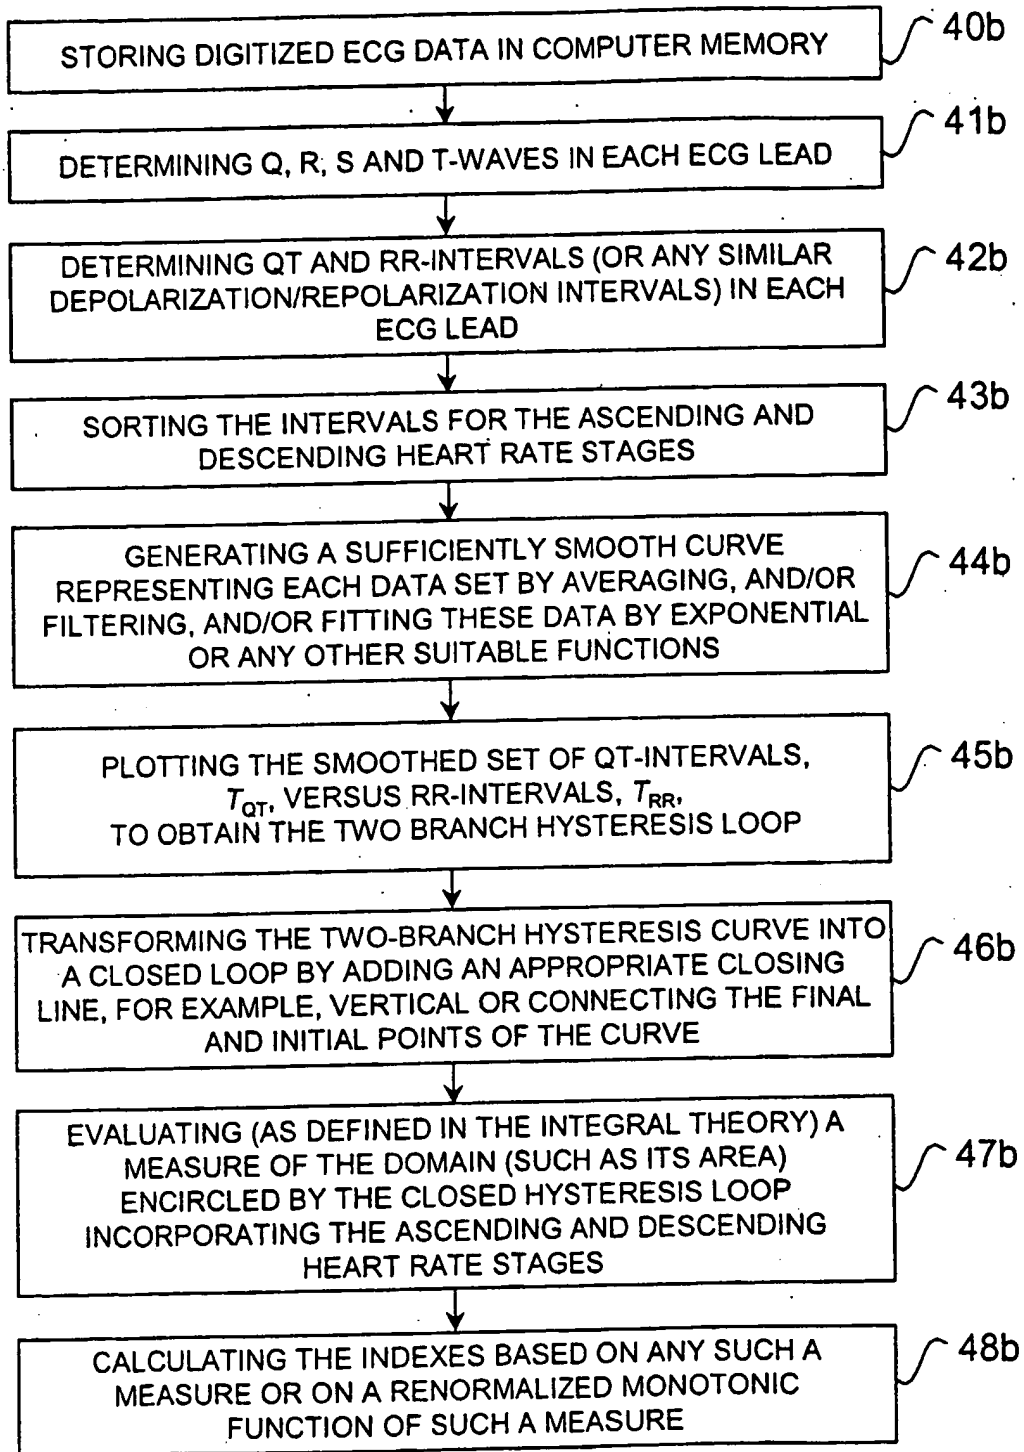 STORING DIGITIZED ECG DATA IN COMPUTER MEMORY
40b
DETERMINING Q, R, S AND T-WAVES IN EACH ECG LEAD
41b
DETERMINING QT AND RR-INTERVALS (OR ANY SIMILAR
DEPOLARIZATION/REPOLARIZATION INTERVALS) IN EACH
ECG LEAD
42b
SORTING THE INTERVALS FOR THE ASCENDING AND
DESCENDING HEART RATE STAGES
43b
GENERATING A SUFFICIENTLY SMOOTH CURVE
REPRESENTING EACH DATA SET BY AVERAGING, AND/OR
FILTERING, AND/OR FITTING THESE DATA BY EXPONENTIAL
OR ANY OTHER SUITABLE FUNCTIONS
44b
PLOTTING THE SMOOTHED SET OF QT-INTERVALS,
TQT, VERSUS RR-INTERVALS, TRR,
TO OBTAIN THE TWO BRANCH HYSTERESIS LOOP
45b
TRANSFORMING THE TWO-BRANCH HYSTERESIS CURVE INTO
A CLOSED LOOP BY ADDING AN APPROPRIATE CLOSING
LINE, FOR EXAMPLE, VERTICAL OR CONNECTING THE FINAL
AND INITIAL POINTS OF THE CURVE
46b
EVALUATING (AS DEFINED IN THE INTEGRAL THEORY) A
MEASURE OF THE DOMAIN (SUCH AS ITS AREA)
ENCIRCLED BY THE CLOSED HYSTERESIS LOOP
INCORPORATING THE ASCENDING AND DESCENDING
HEART RATE STAGES
47b
CALCULATING THE INDEXES BASED ON ANY SUCH A
MEASURE OR ON A RENORMALIZED MONOTONIC
FUNCTION OF SUCH A MEASURE
48b